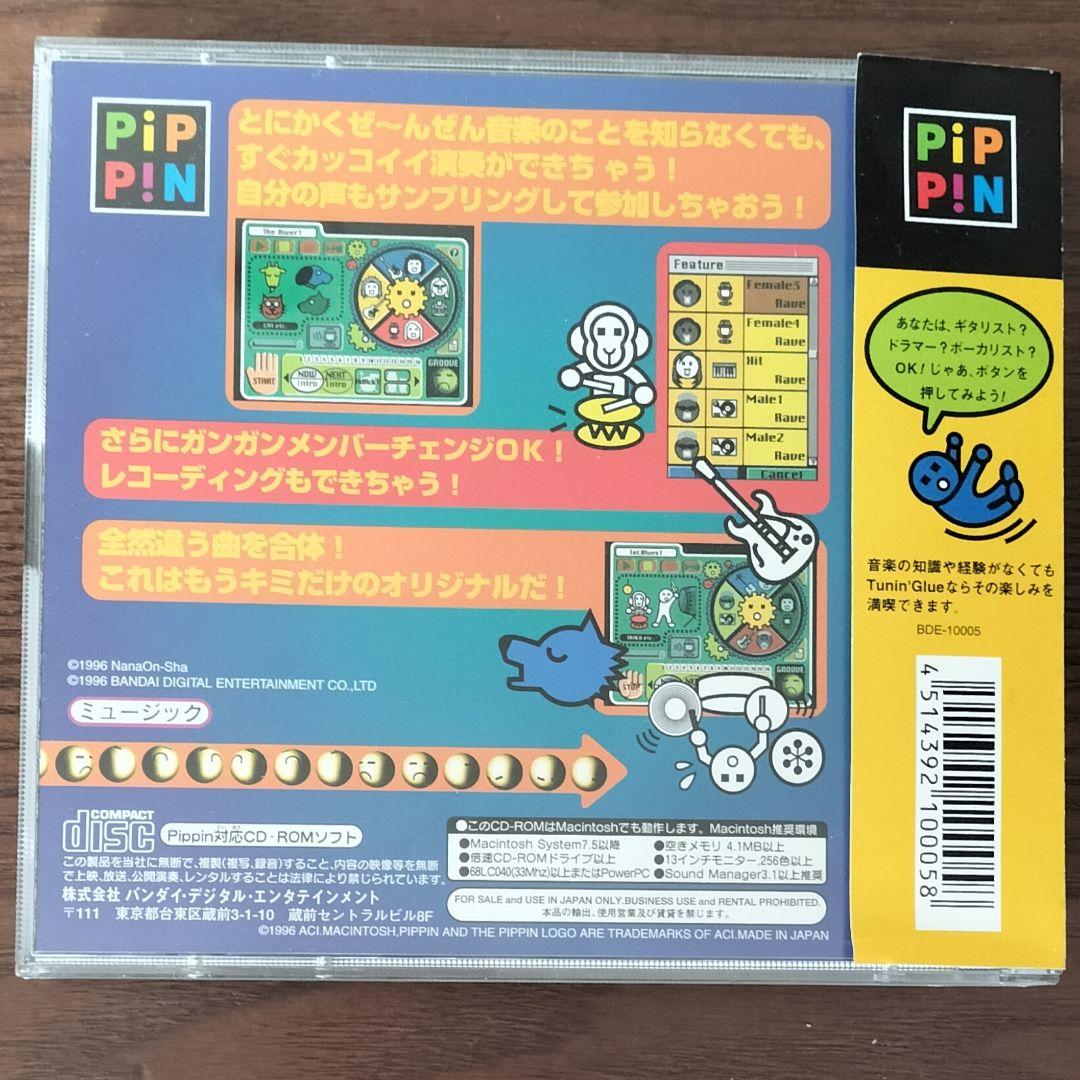 PiP
P!N
とにかくぜ〜んぜん音楽のことを知らなくても、
すぐカッコイイ演奏ができちゃう！
自分の声もサンプリングして参加しちゃおう！
The River1
START
NOW
Intro
NEXT
Intro
GROOVE
Feature
Female3
Rave
Female4
Rave
Hit
Rave
Male1
Rave
Male2
Rave
Cancel
さらにガンガンメンバーチェンジOK！
レコーディングもできちゃう！
全然違う曲を合体！
これはもうキミだけのオリジナルだ！
STOP
©1996 NanaOn-Sha
©1996 BANDAI DIGITAL ENTERTAINMENT CO.,LTD
ミュージック
COMPACT
disc
Pippin対応CD-ROMソフト
この製品を当社に無断で、複製(複写、録音)すること、内容の映像等を無断
で上映、放送、公開演奏、レンタルすることは法律により禁じられています。
株式会社 バンダイ・デジタル・エンタテインメント
〒111 東京都台東区蔵前3-1-10 蔵前セントラルビル8F
●このCD-ROMはMacintoshでも動作します。Macintosh推奨環境
●Macintosh System7.5以降 ●空きメモリ 4.1MB以上
●倍速CD-ROMドライブ以上 ●13インチモニター、256色以上
●68LC040(33Mhz)以上またはPowerPC ●Sound Manager3.1以上推奨
FOR SALE and USE IN JAPAN ONLY.BUSINESS USE and RENTAL PROHIBITED.
本品の輸出、使用営業及び賃貸を禁じます。
©1996 ACI.MACINTOSH,PIPPIN AND THE PIPPIN LOGO ARE TRADEMARKS OF ACI.MADE IN JAPAN
PiP
P!N
あなたは、ギタリスト？
ドラマー？ボーカリスト？
OK！じゃあ、ボタンを
押してみよう！
音楽の知識や経験がなくても
Tunin'Glueならその楽しみを
満喫できます。
BDE-10005
4 514392 100058